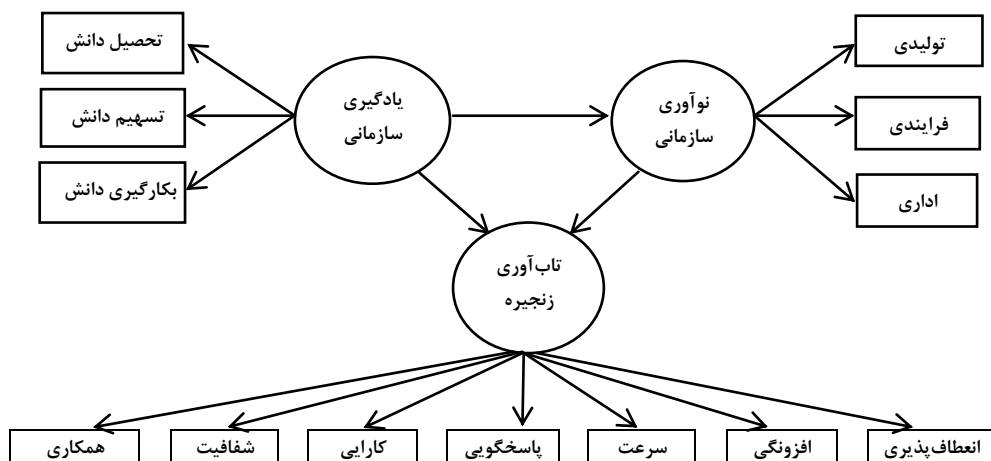 تولیدی
فرایندی
اداری
نوآوری
سازمانی
یادگیری
سازمانی
تحصیل دانش
تسهیم دانش
بکارگیری دانش
تاب‌آوری
زنجیره
انعطاف‌پذیری
افزونگی
سرعت
پاسخگویی
کارایی
شفافیت
همکاری